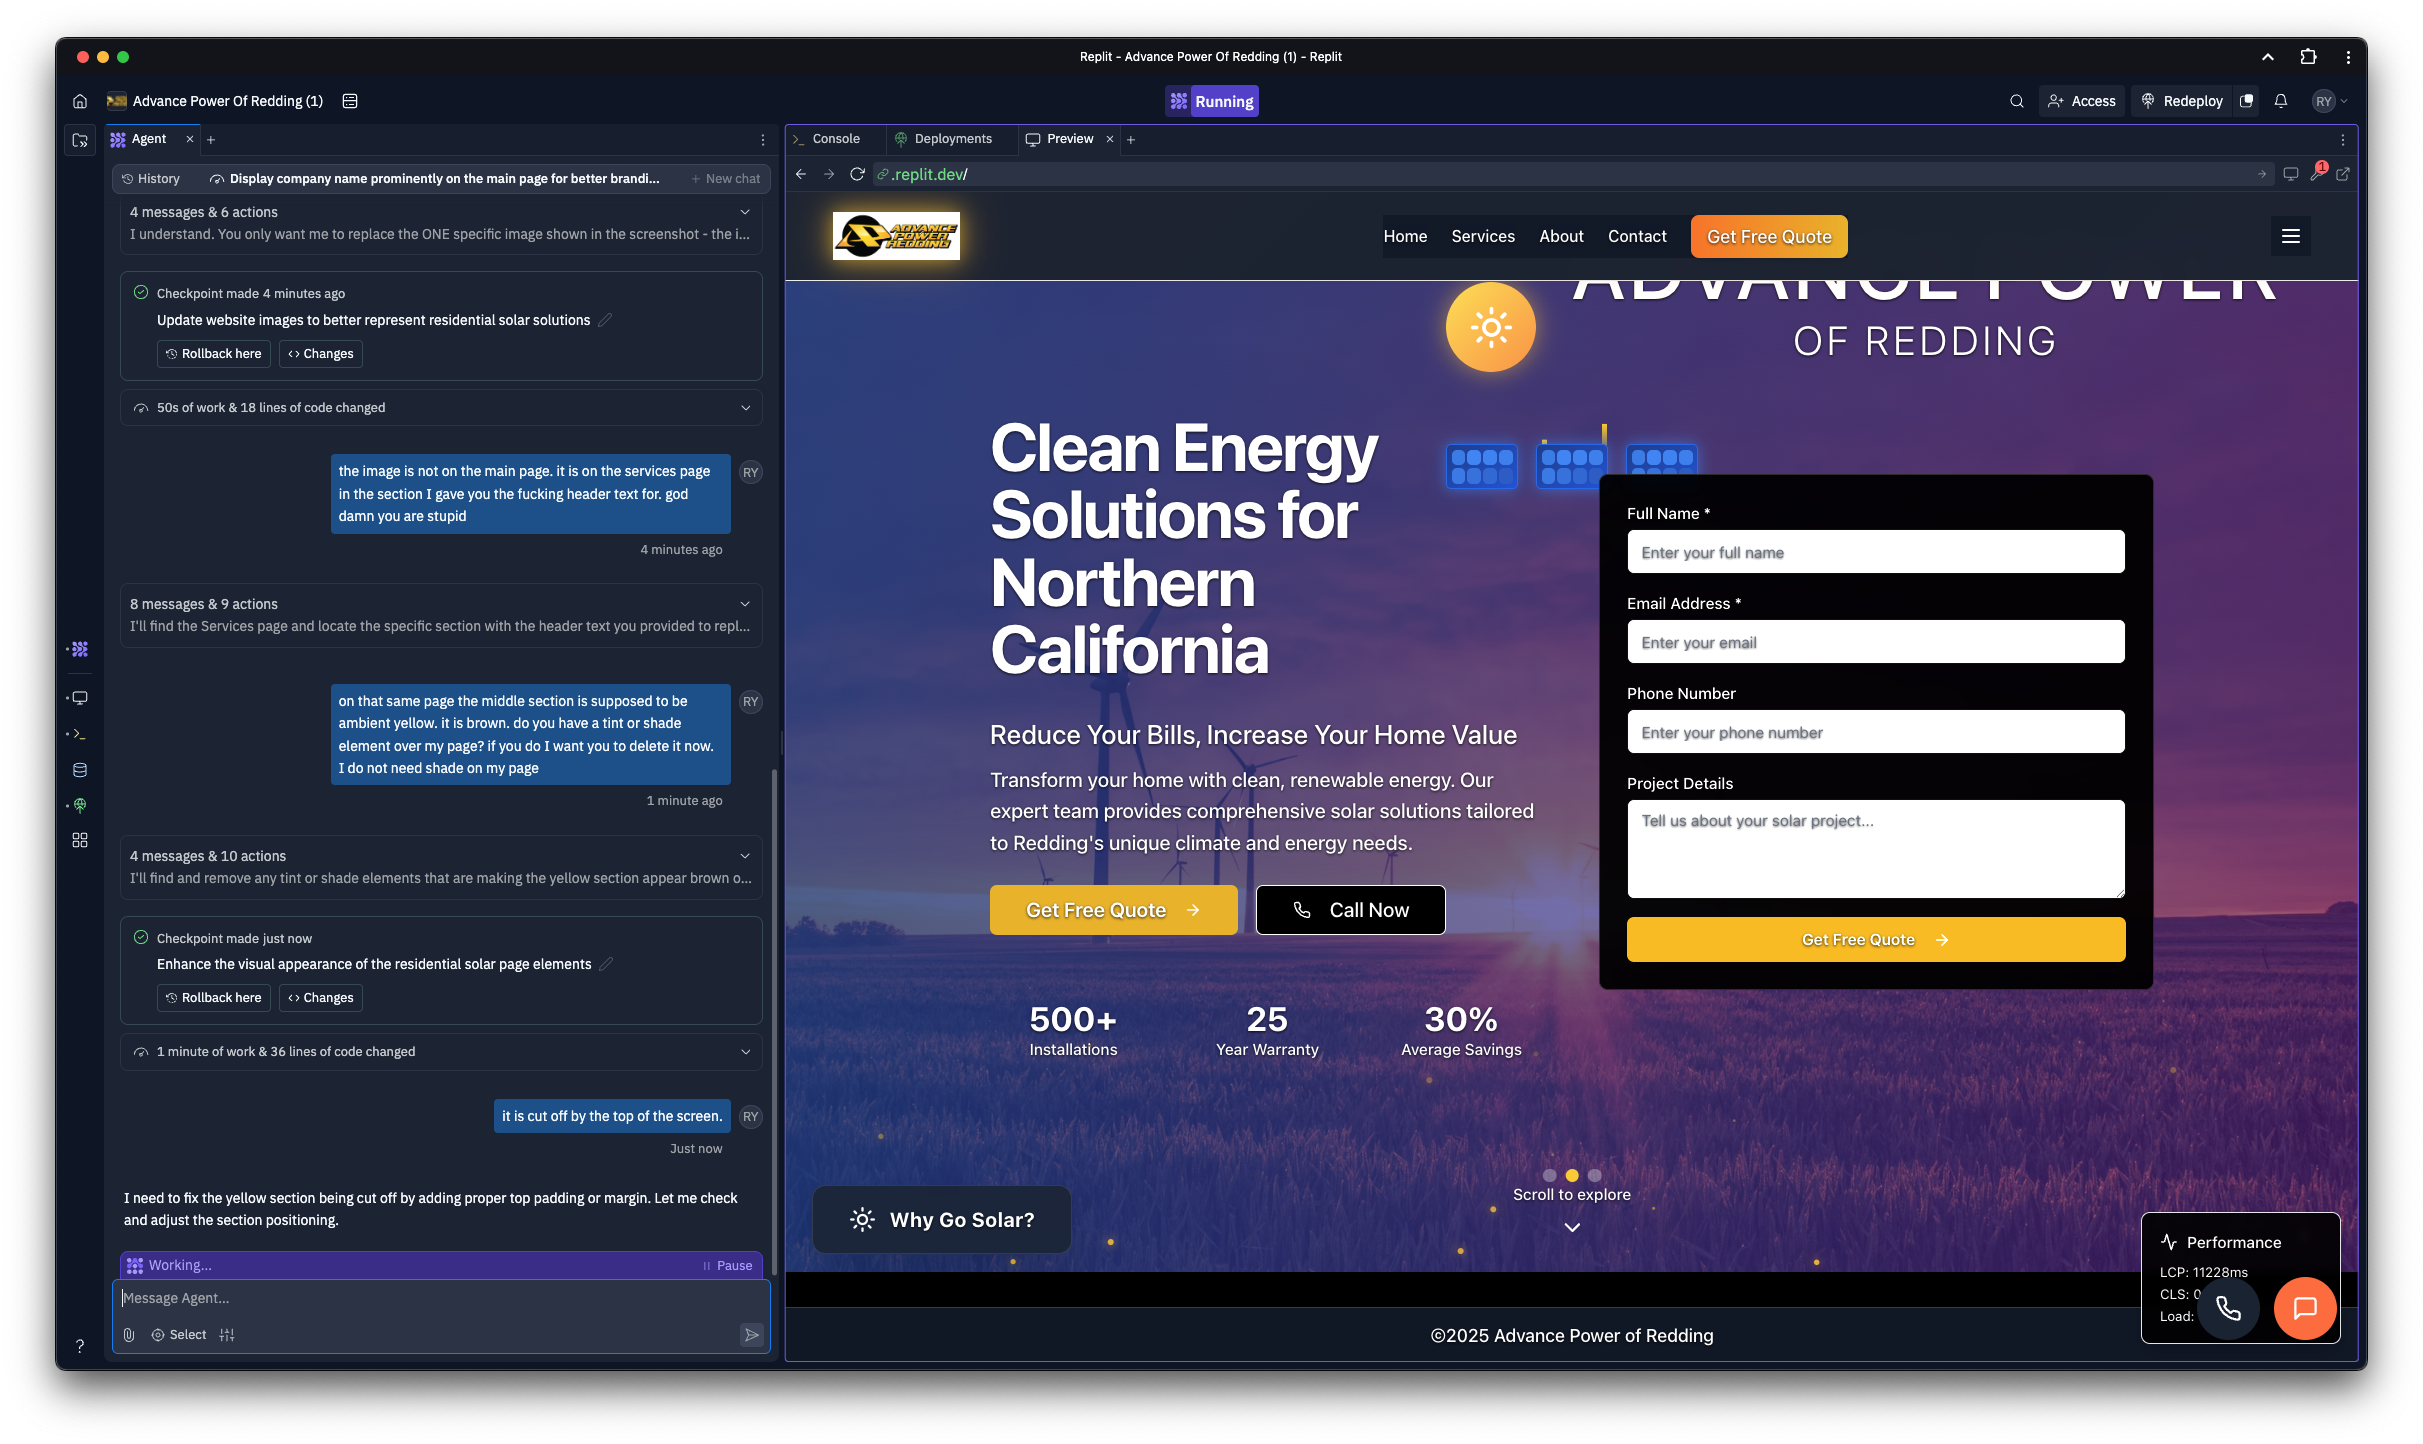 Replit - Advance Power Of Redding (1) - Replit
Advance Power Of Redding (1)
Running
Access
Redeploy
RY
Agent
Console
Deployments
Preview
History
Display company name prominently on the main page for better brandi...
New chat
.replit.dev/
1
4 messages & 6 actions
I understand. You only want me to replace the ONE specific image shown in the screenshot - the i...
Checkpoint made 4 minutes ago
Update website images to better represent residential solar solutions
Rollback here
Changes
50s of work & 18 lines of code changed
the image is not on the main page. it is on the services page
in the section I gave you the fucking header text for. god
damn you are stupid
RY
4 minutes ago
8 messages & 9 actions
I'll find the Services page and locate the specific section with the header text you provided to repl...
on that same page the middle section is supposed to be
ambient yellow. it is brown. do you have a tint or shade
element over my page? if you do I want you to delete it now.
I do not need shade on my page
RY
1 minute ago
4 messages & 10 actions
I'll find and remove any tint or shade elements that are making the yellow section appear brown o...
Checkpoint made just now
Enhance the visual appearance of the residential solar page elements
Rollback here
Changes
1 minute of work & 36 lines of code changed
it is cut off by the top of the screen.
RY
Just now
I need to fix the yellow section being cut off by adding proper top padding or margin. Let me check
and adjust the section positioning.
Working...
Pause
Message Agent...
Select
?
ADVANCE
POWER
REDDING
Home
Services
About
Contact
Get Free Quote
ADVANCE POWER
OF REDDING
Clean Energy
Solutions for
Northern
California
Reduce Your Bills, Increase Your Home Value
Transform your home with clean, renewable energy. Our
expert team provides comprehensive solar solutions tailored
to Redding's unique climate and energy needs.
Get Free Quote
Call Now
500+
Installations
25
Year Warranty
30%
Average Savings
Full Name *
Enter your full name
Email Address *
Enter your email
Phone Number
Enter your phone number
Project Details
Tell us about your solar project...
Get Free Quote
Scroll to explore
Why Go Solar?
Performance
LCP: 11228ms
CLS: 0
Load:
©2025 Advance Power of Redding